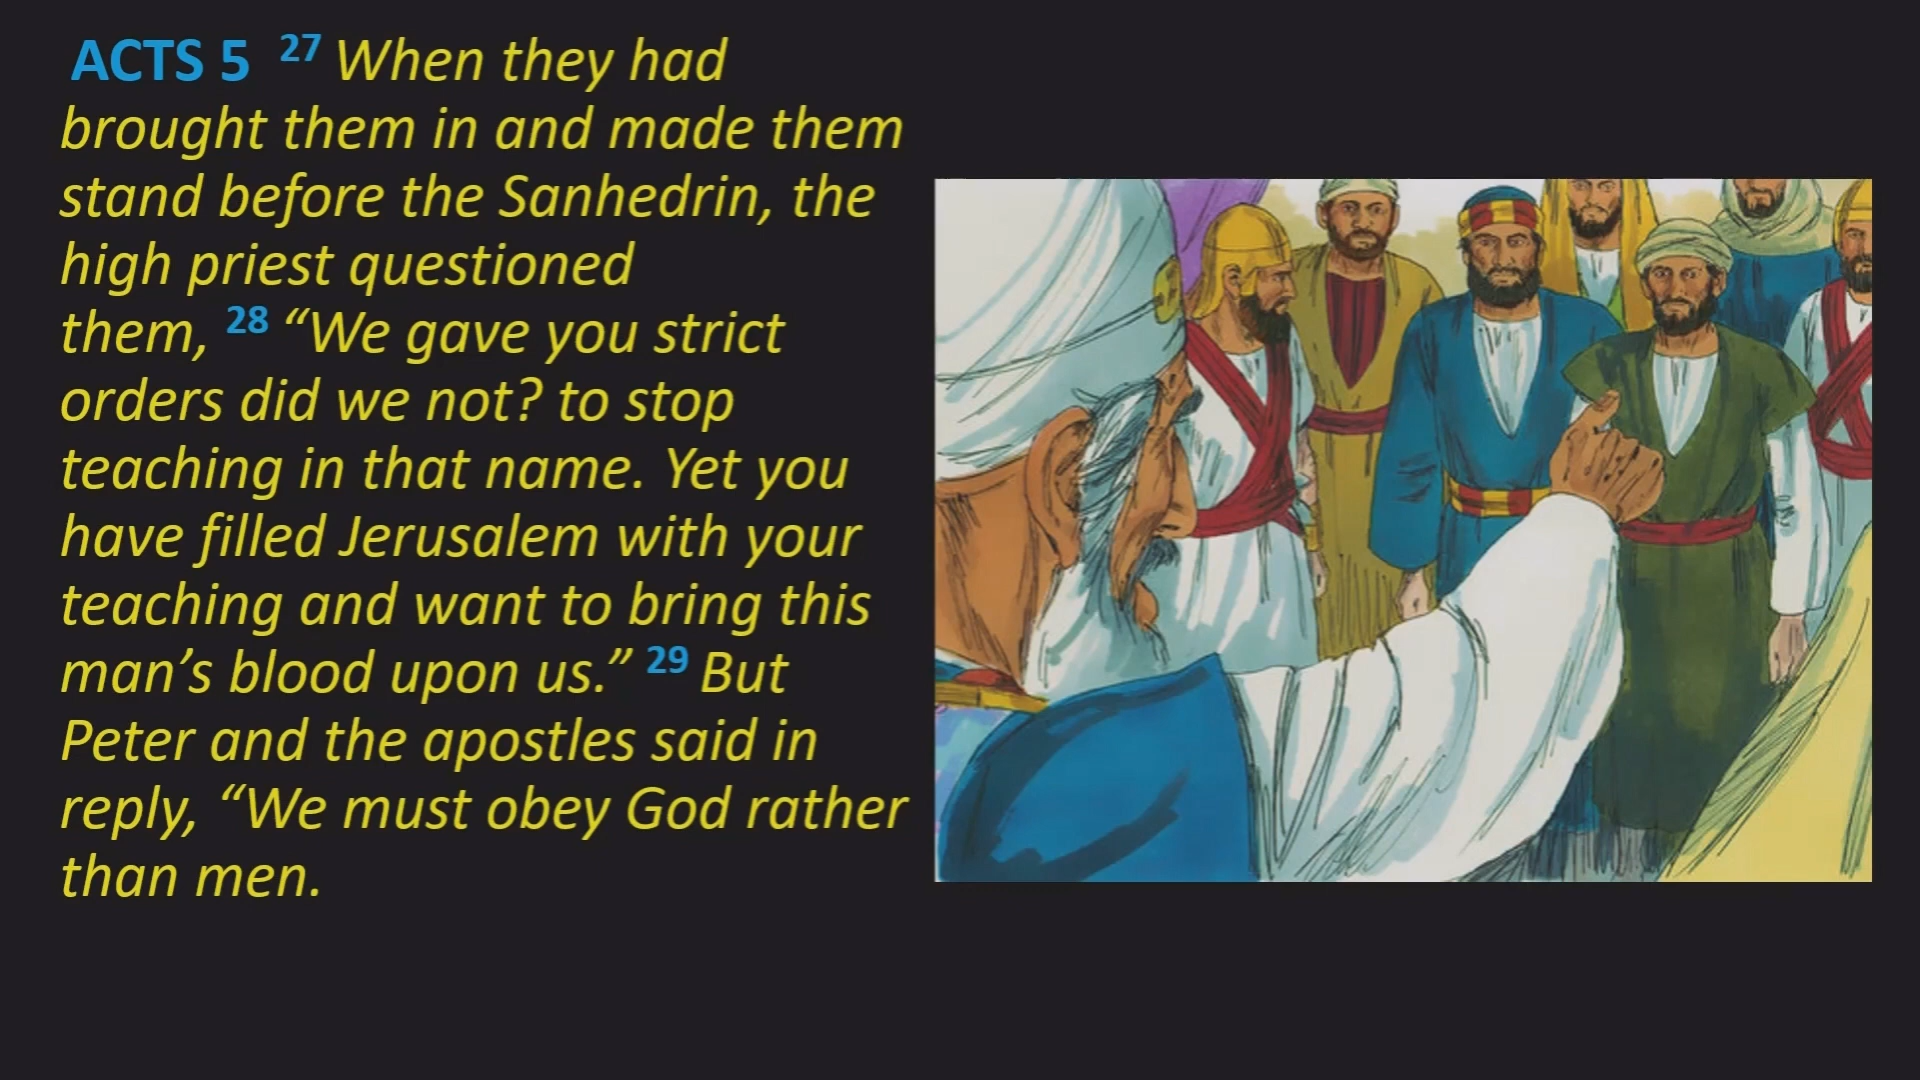 ACTS 5 27 When they had
brought them in and made them
stand before the Sanhedrin, the
high priest questioned
them, 28 “We gave you strict
orders did we not? to stop
teaching in that name. Yet you
have filled Jerusalem with your
teaching and want to bring this
man’s blood upon us.” 29 But
Peter and the apostles said in
reply, “We must obey God rather
than men.